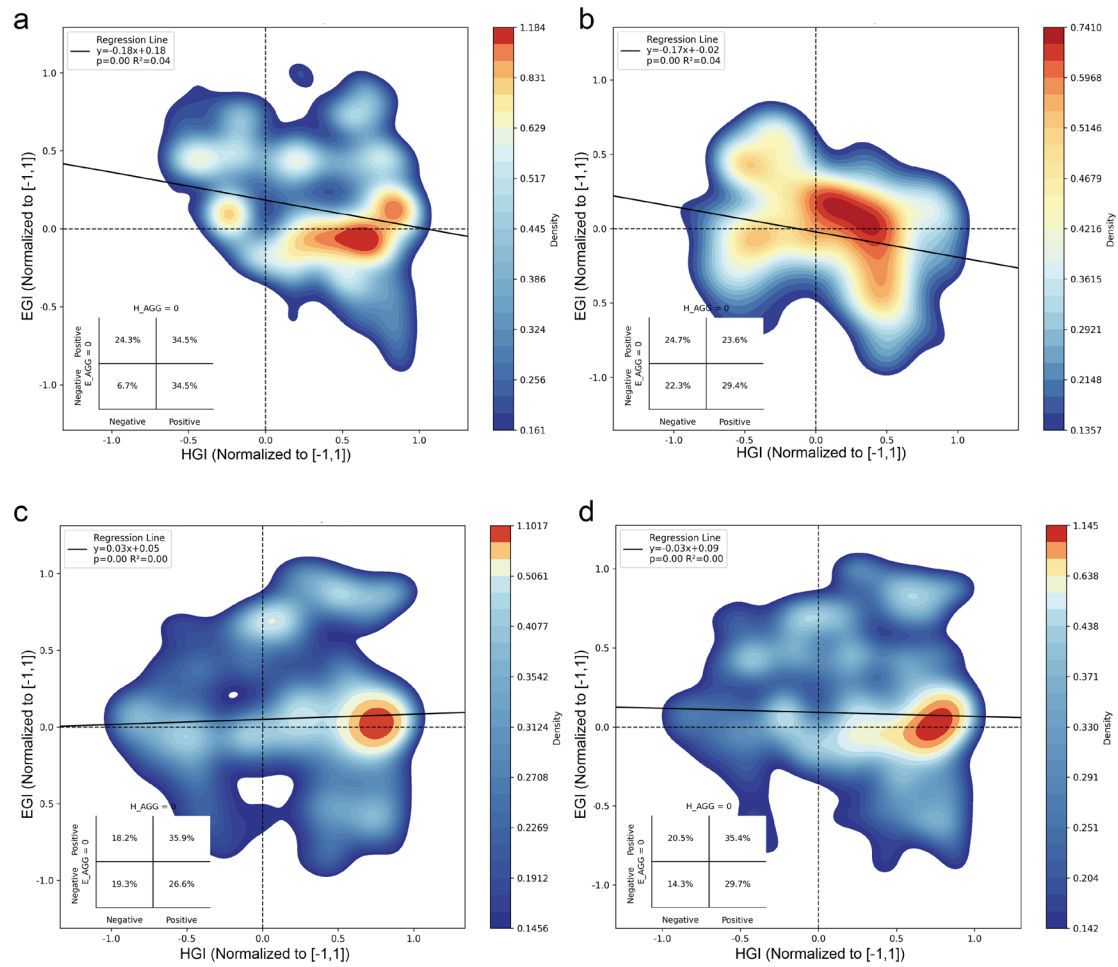 a
Regression Line
y=-0.18x+0.18
p=0.00 R²=0.04
EGI (Normalized to [-1,1])
1.0
0.5
0.0
-0.5
-1.0
H_AGG = 0
Positive
Negative
E_AGG = 0
24.3%
34.5%
6.7%
34.5%
Negative
Positive
-1.0
-0.5
0.0
0.5
1.0
HGI (Normalized to [-1,1])
1.184
0.831
0.629
0.517
0.445
0.386
0.324
0.256
0.161
Density
b
Regression Line
y=-0.17x+-0.02
p=0.00 R²=0.04
EGI (Normalized to [-1,1])
1.0
0.5
0.0
-0.5
-1.0
H_AGG = 0
Positive
Negative
E_AGG = 0
24.7%
23.6%
22.3%
29.4%
Negative
Positive
-1.0
-0.5
0.0
0.5
1.0
HGI (Normalized to [-1,1])
0.7410
0.5968
0.5146
0.4679
0.4216
0.3615
0.2921
0.2148
0.1357
Density
c
Regression Line
y=0.03x+0.05
p=0.00 R²=0.00
EGI (Normalized to [-1,1])
1.0
0.5
0.0
0.5
-1.0
H_AGG = 0
Positive
Negative
E_AGG = 0
18.2%
35.9%
19.3%
26.6%
Negative
Positive
-1.0
-0.5
0.0
0.5
1.0
HGI (Normalized to [-1,1])
1.1017
0.5061
0.4077
0.3542
0.3124
0.2708
0.2269
0.1912
0.1456
Density
d
Regression Line
y=-0.03x+0.09
p=0.00 R²=0.00
EGI (Normalized to [-1,1])
1.0
0.5
0.0
-0.5
-1.0
H_AGG = 0
Positive
Negative
E_AGG = 0
20.5%
35.4%
14.3%
29.7%
Negative
Positive
-1.0
-0.5
0.0
0.5
1.0
HGI (Normalized to [-1,1])
1.145
0.638
0.438
0.371
0.330
0.291
0.251
0.204
0.142
Density